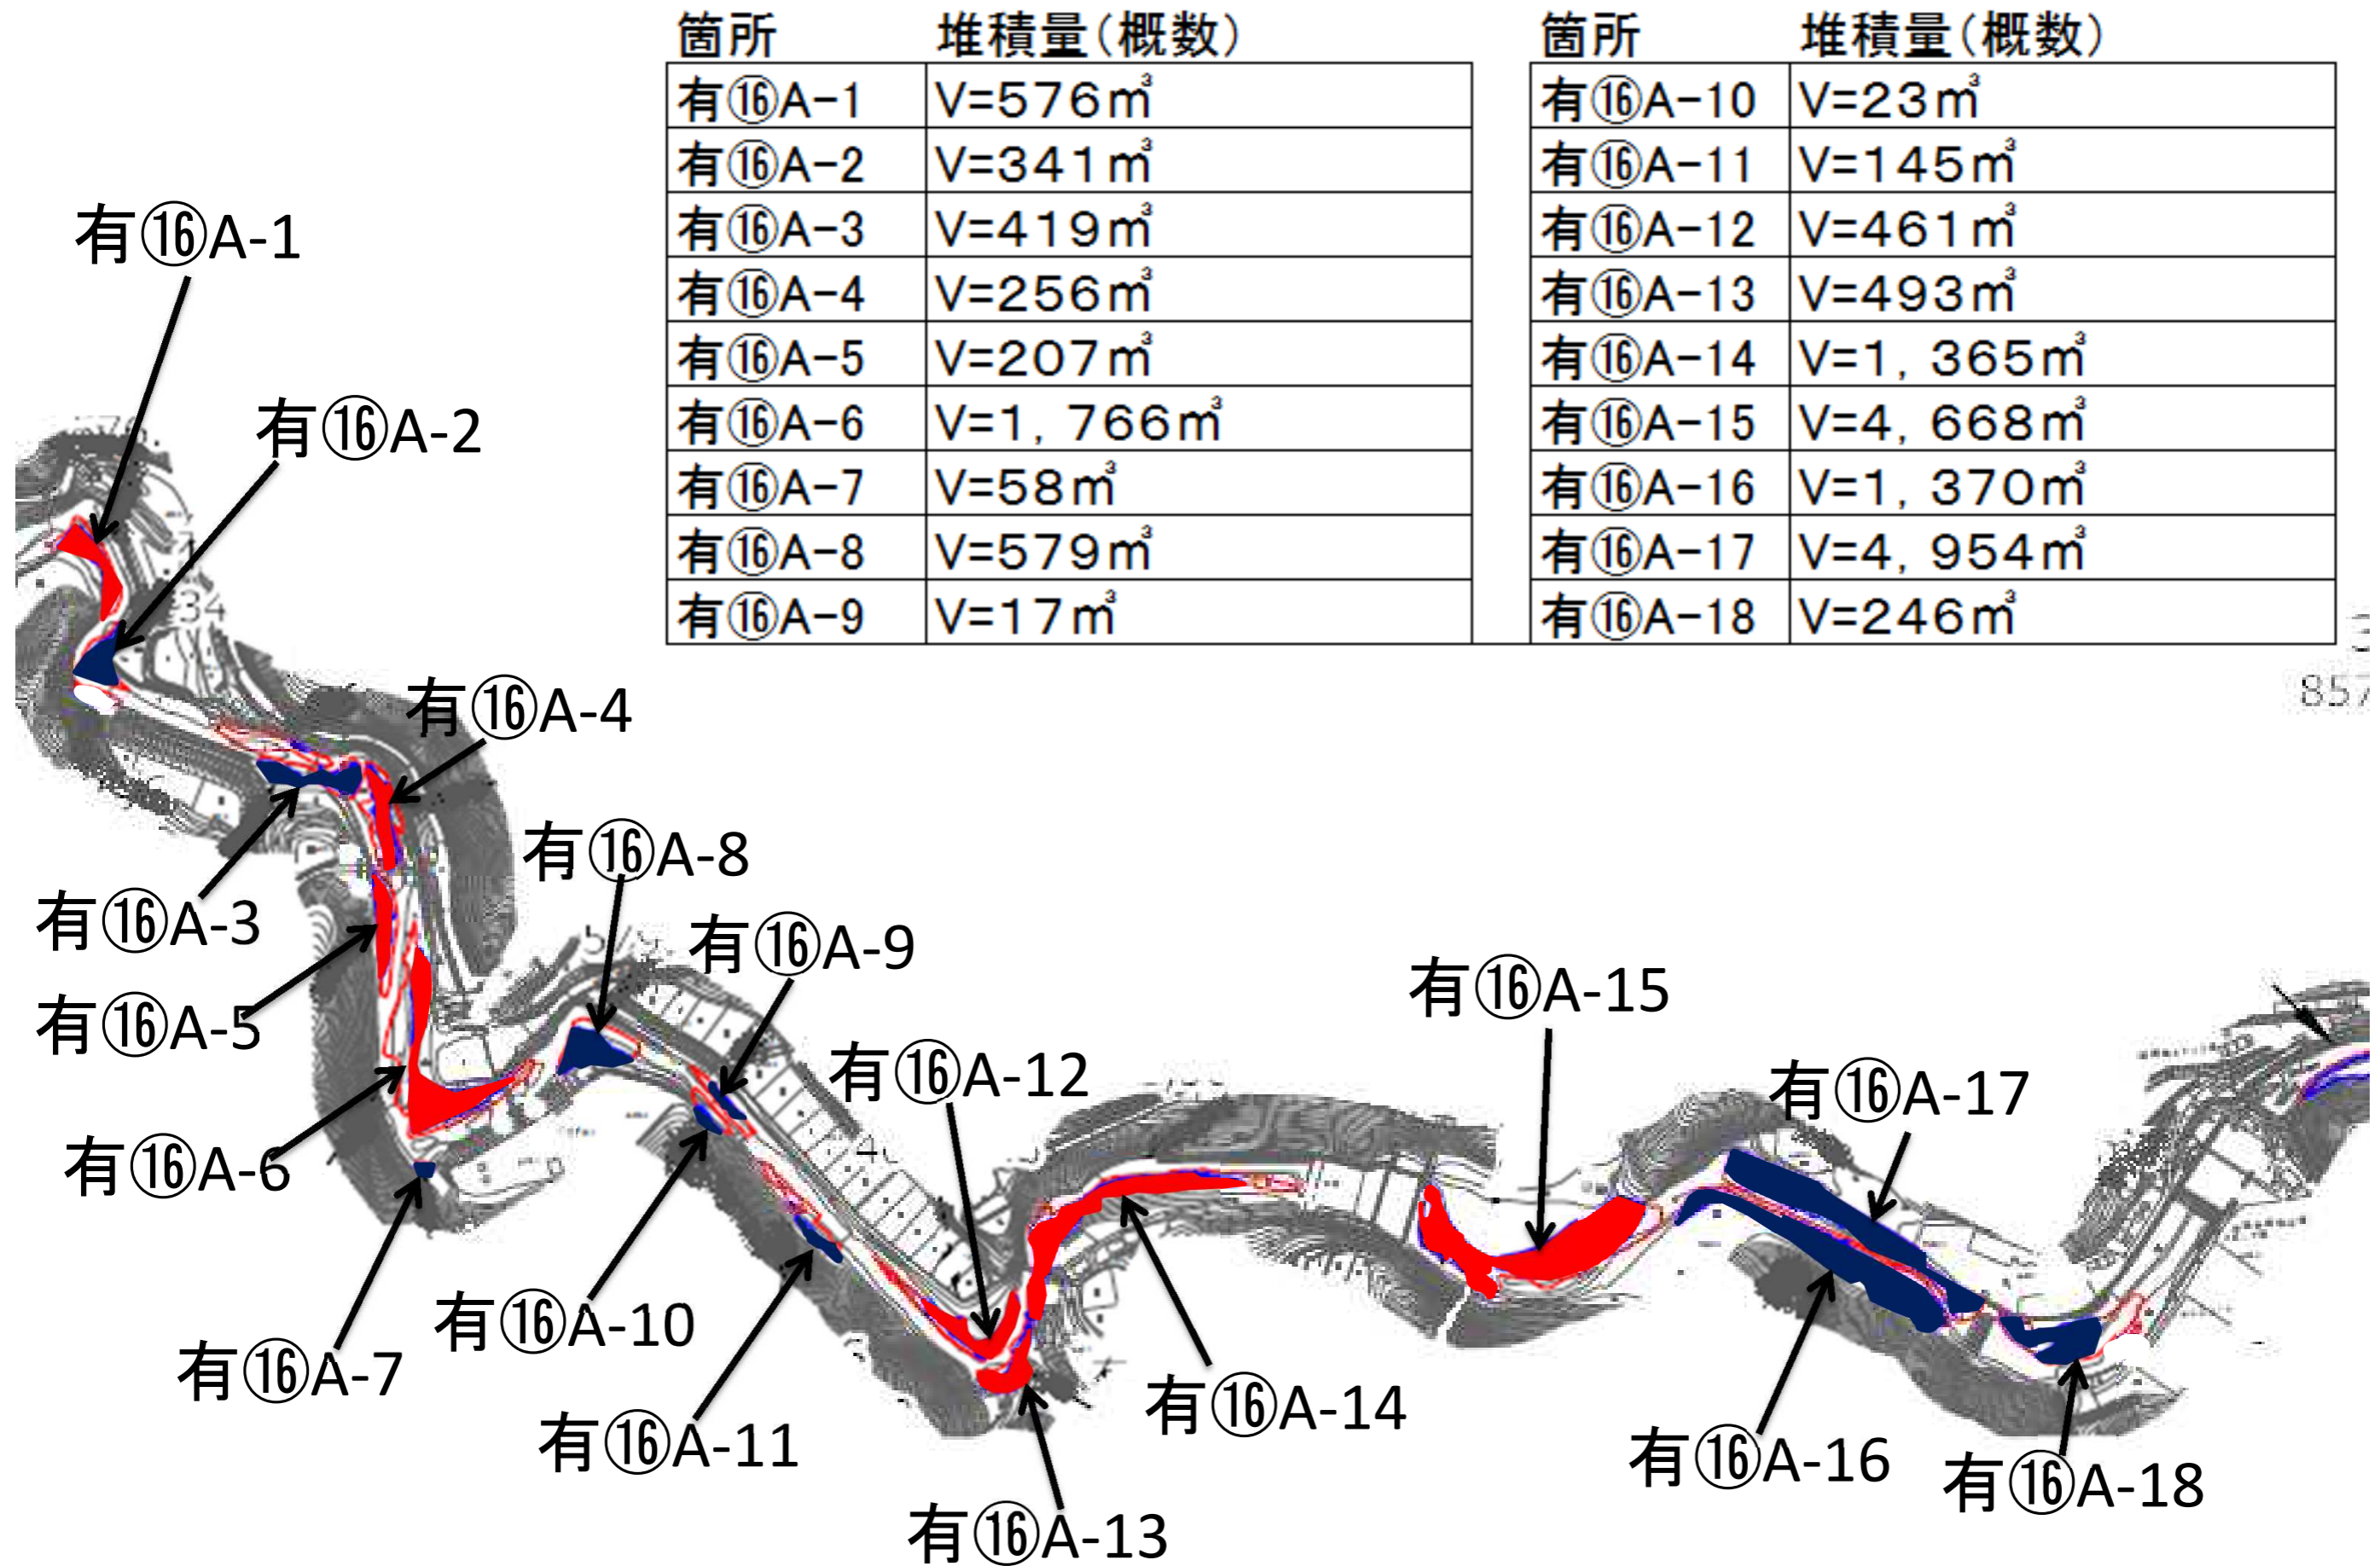 箇所 堆積量(概数)
有⑯A-1 V=576㎥
有⑯A-2 V=341㎥
有⑯A-3 V=419㎥
有⑯A-4 V=256㎥
有⑯A-5 V=207㎥
有⑯A-6 V=1, 766㎥
有⑯A-7 V=58㎥
有⑯A-8 V=579㎥
有⑯A-9 V=17㎥
箇所 堆積量(概数)
有⑯A-10 V=23㎥
有⑯A-11 V=145㎥
有⑯A-12 V=461㎥
有⑯A-13 V=493㎥
有⑯A-14 V=1, 365㎥
有⑯A-15 V=4, 668㎥
有⑯A-16 V=1, 370㎥
有⑯A-17 V=4, 954㎥
有⑯A-18 V=246㎥
有⑯A-1
有⑯A-2
34
857
有⑯A-4
有⑯A-8
有⑯A-3
有⑯A-9
有⑯A-15
有⑯A-5
有⑯A-12
有⑯A-17
有⑯A-6
有⑯A-10
有⑯A-7
有⑯A-14
有⑯A-11
有⑯A-16
有⑯A-18
有⑯A-13